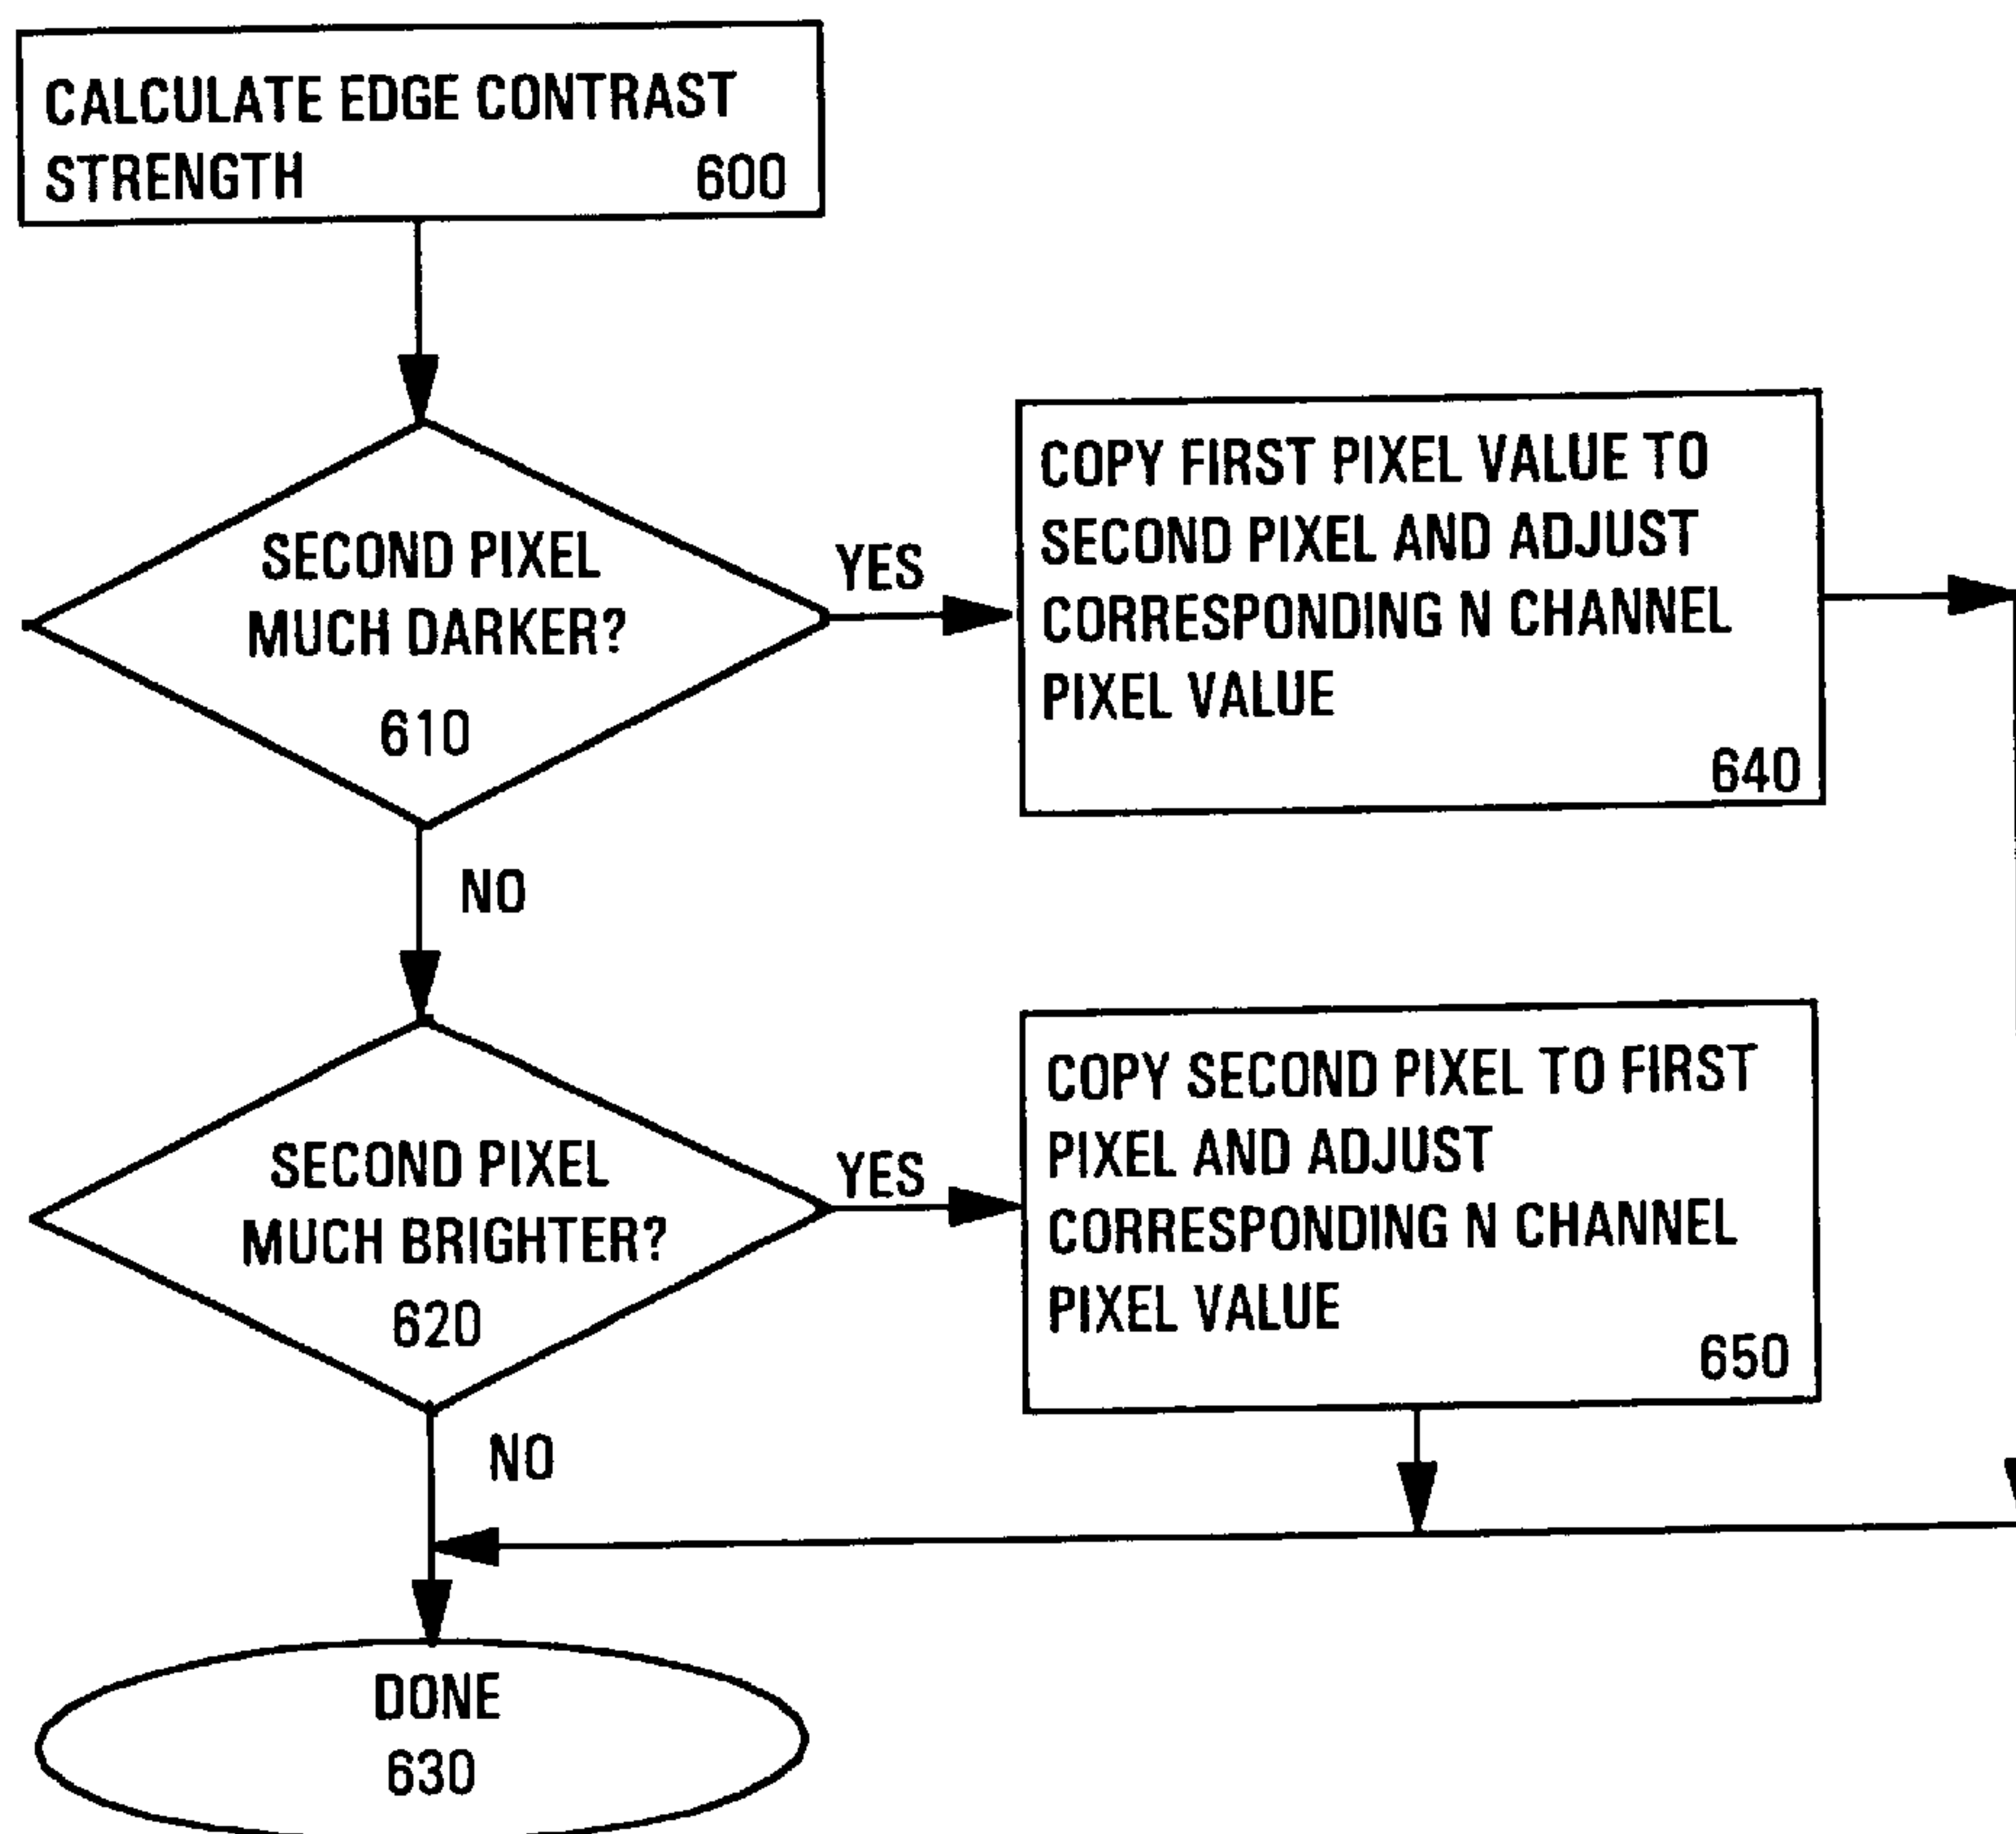 CALCULATE EDGE CONTRAST
STRENGTH 600
SECOND PIXEL
MUCH DARKER?
610
YES
COPY FIRST PIXEL VALUE TO
SECOND PIXEL AND ADJUST
CORRESPONDING N CHANNEL
PIXEL VALUE
640
NO
SECOND PIXEL
MUCH BRIGHTER?
620
YES
COPY SECOND PIXEL TO FIRST
PIXEL AND ADJUST
CORRESPONDING N CHANNEL
PIXEL VALUE
650
NO
DONE
630